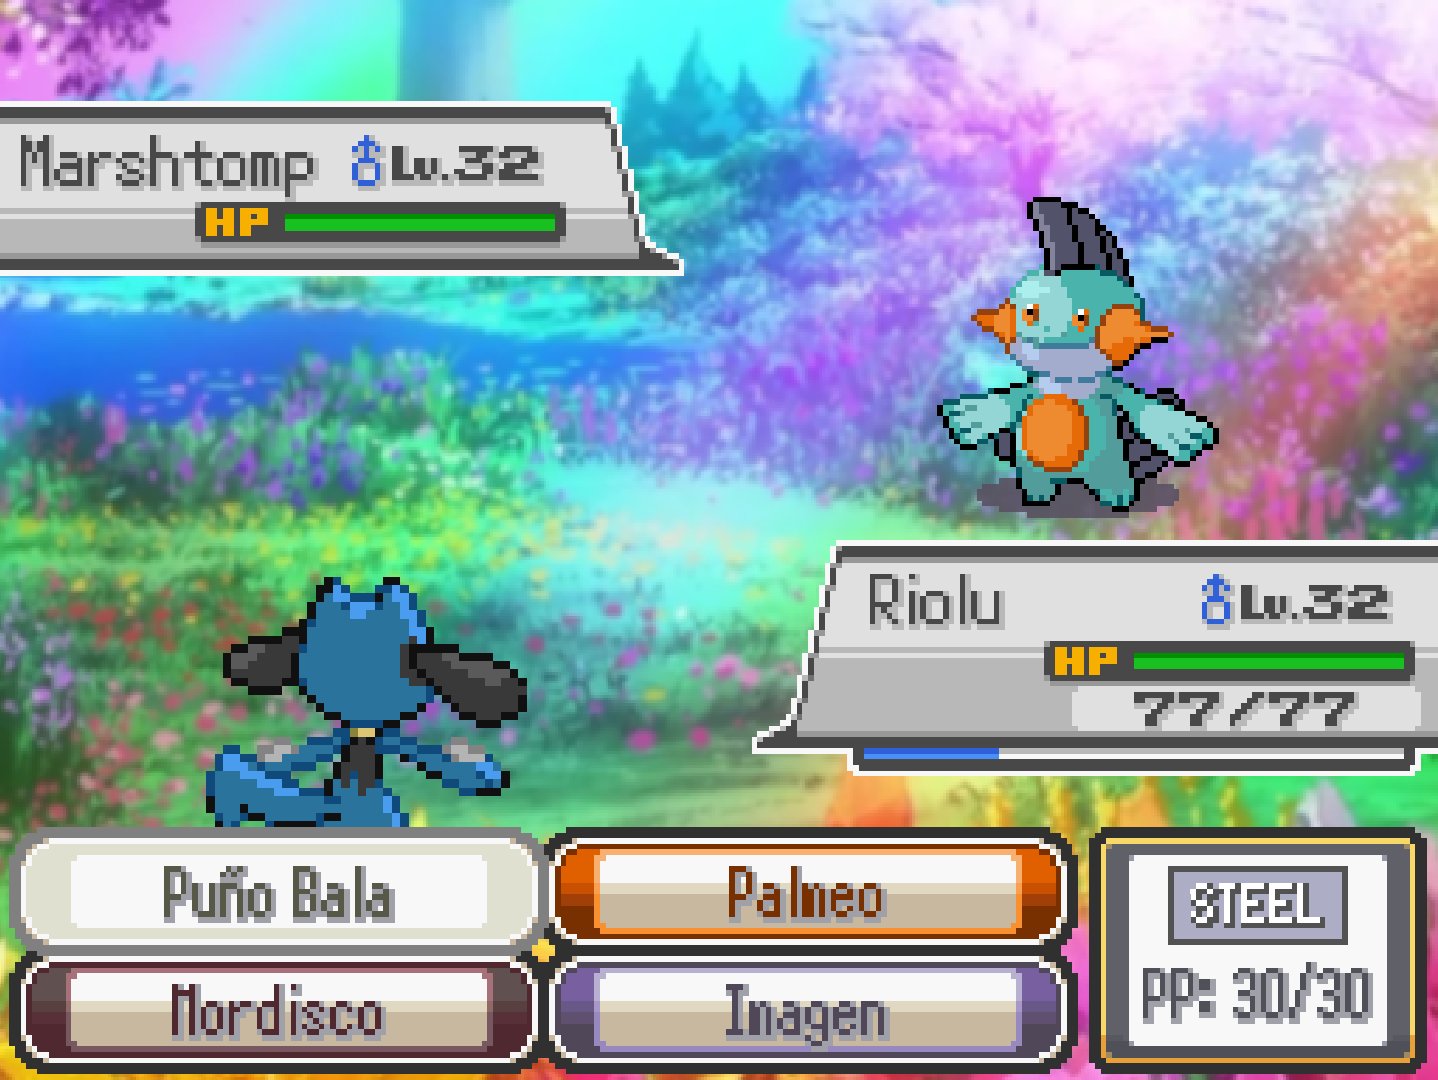 Marshtomp ♂Lv.32
HP
Riolu ♂Lv.32
HP
77/77
Puño Bala
Palmeo
STEEL
Mordisco
Imagen
PP: 30/30